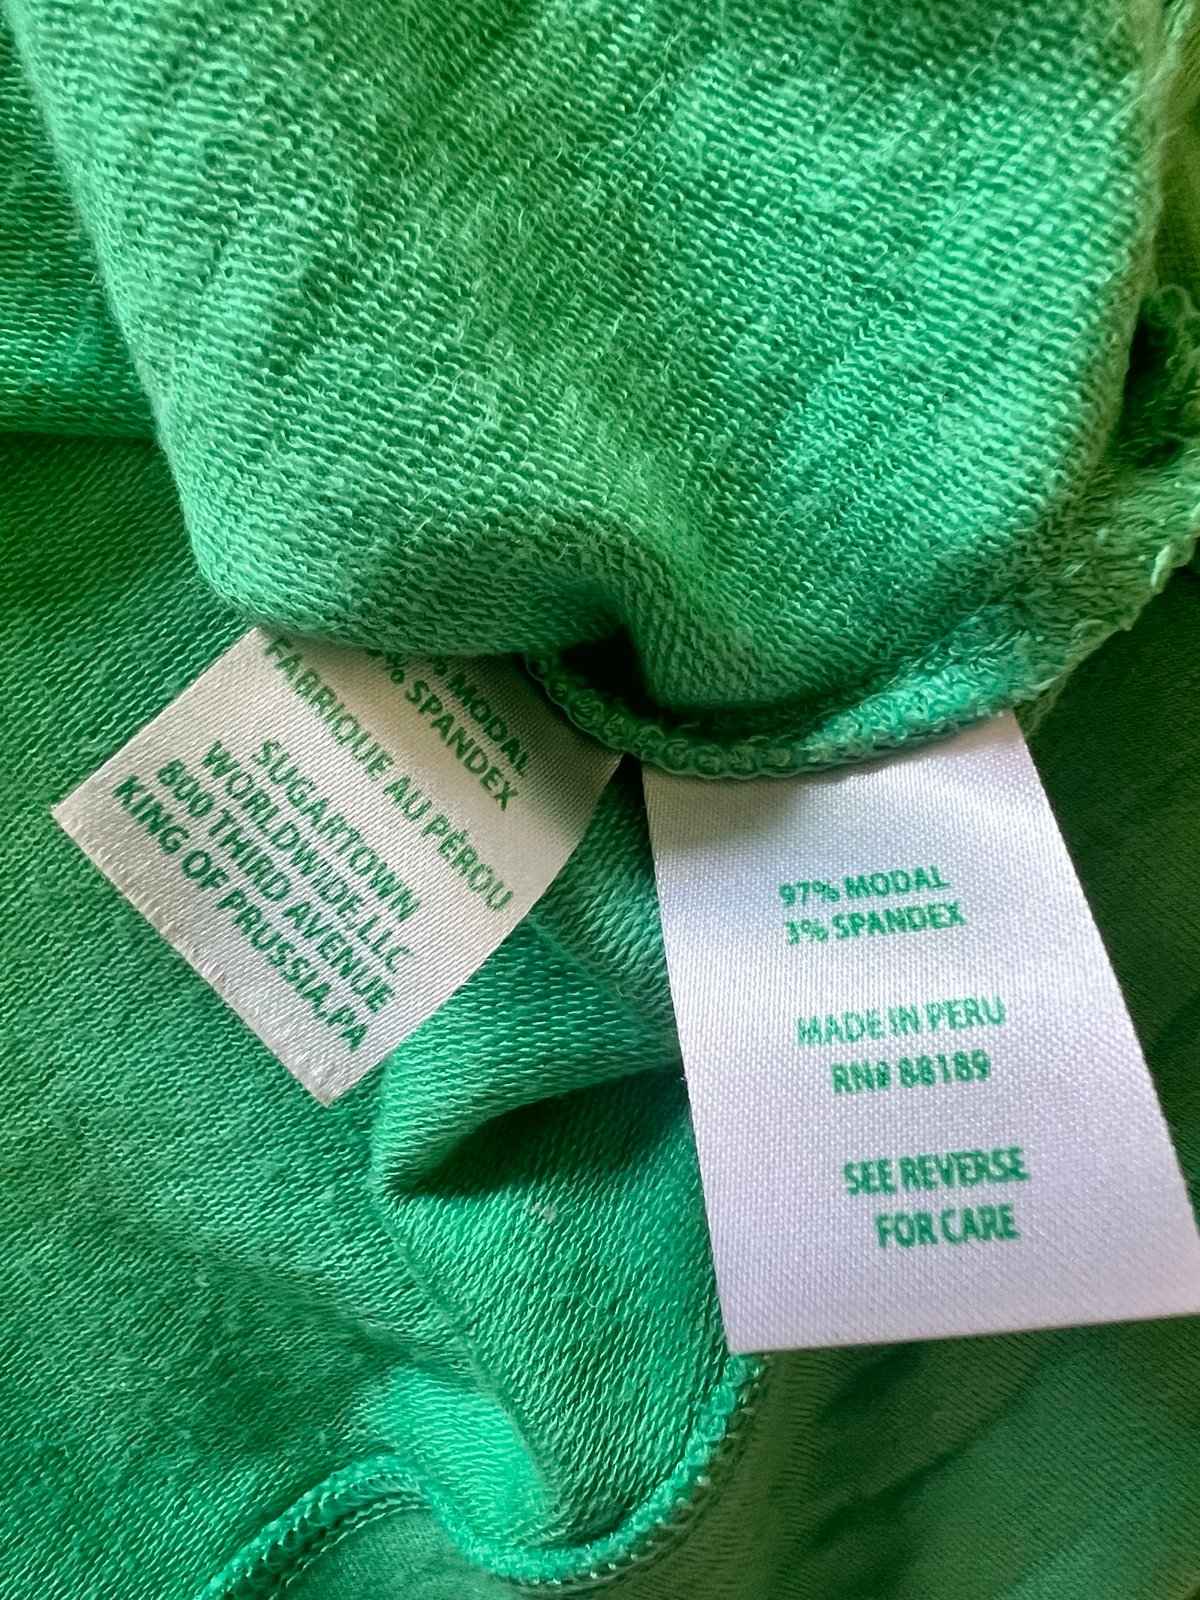 % MODAL
% SPANDEX
FABRIQUE AU PÉROU
SUGARTOWN
WORLDWIDE, LLC
800 THIRD AVENUE
KING OF PRUSSIA, PA
97% MODAL
3% SPANDEX
MADE IN PERU
RN# 88189
SEE REVERSE
FOR CARE